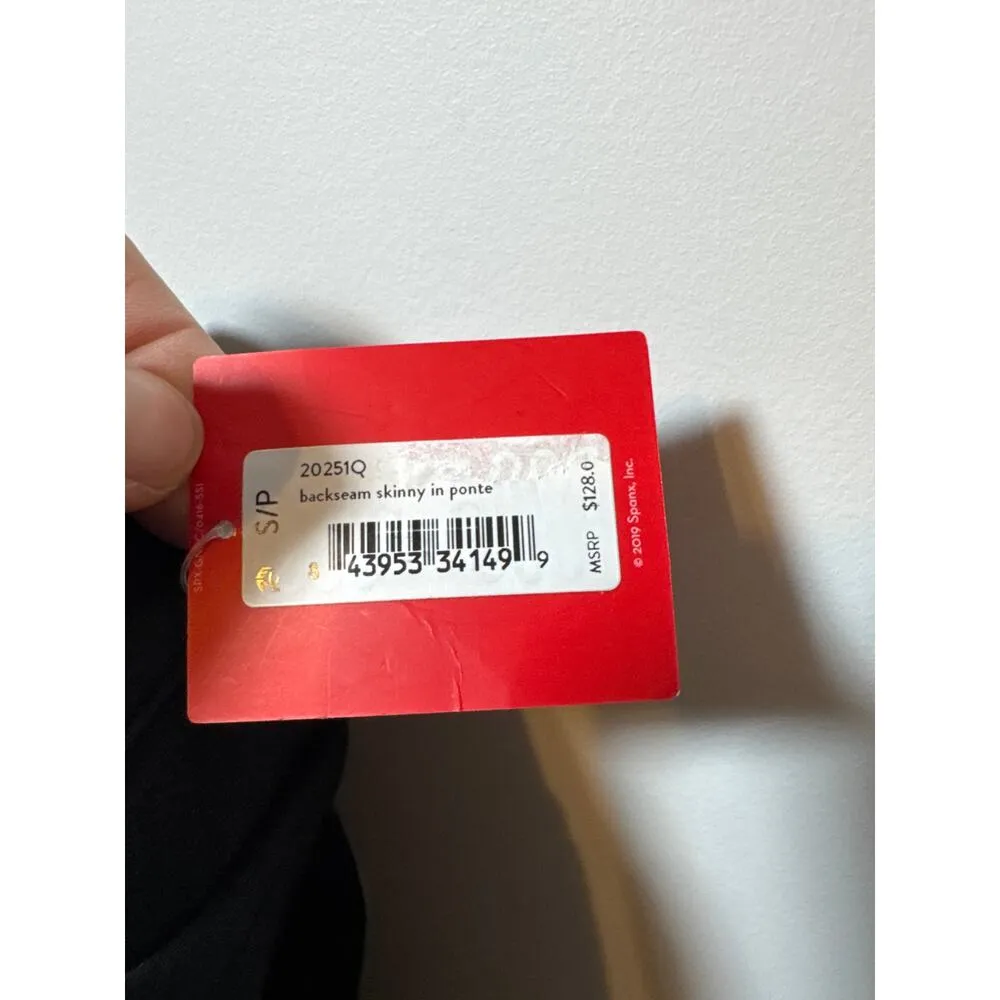 20251Q
backseam skinny in ponte
S/P
8 43953 34149 9
MSRP $128.0
© 2019 Spanx, Inc.